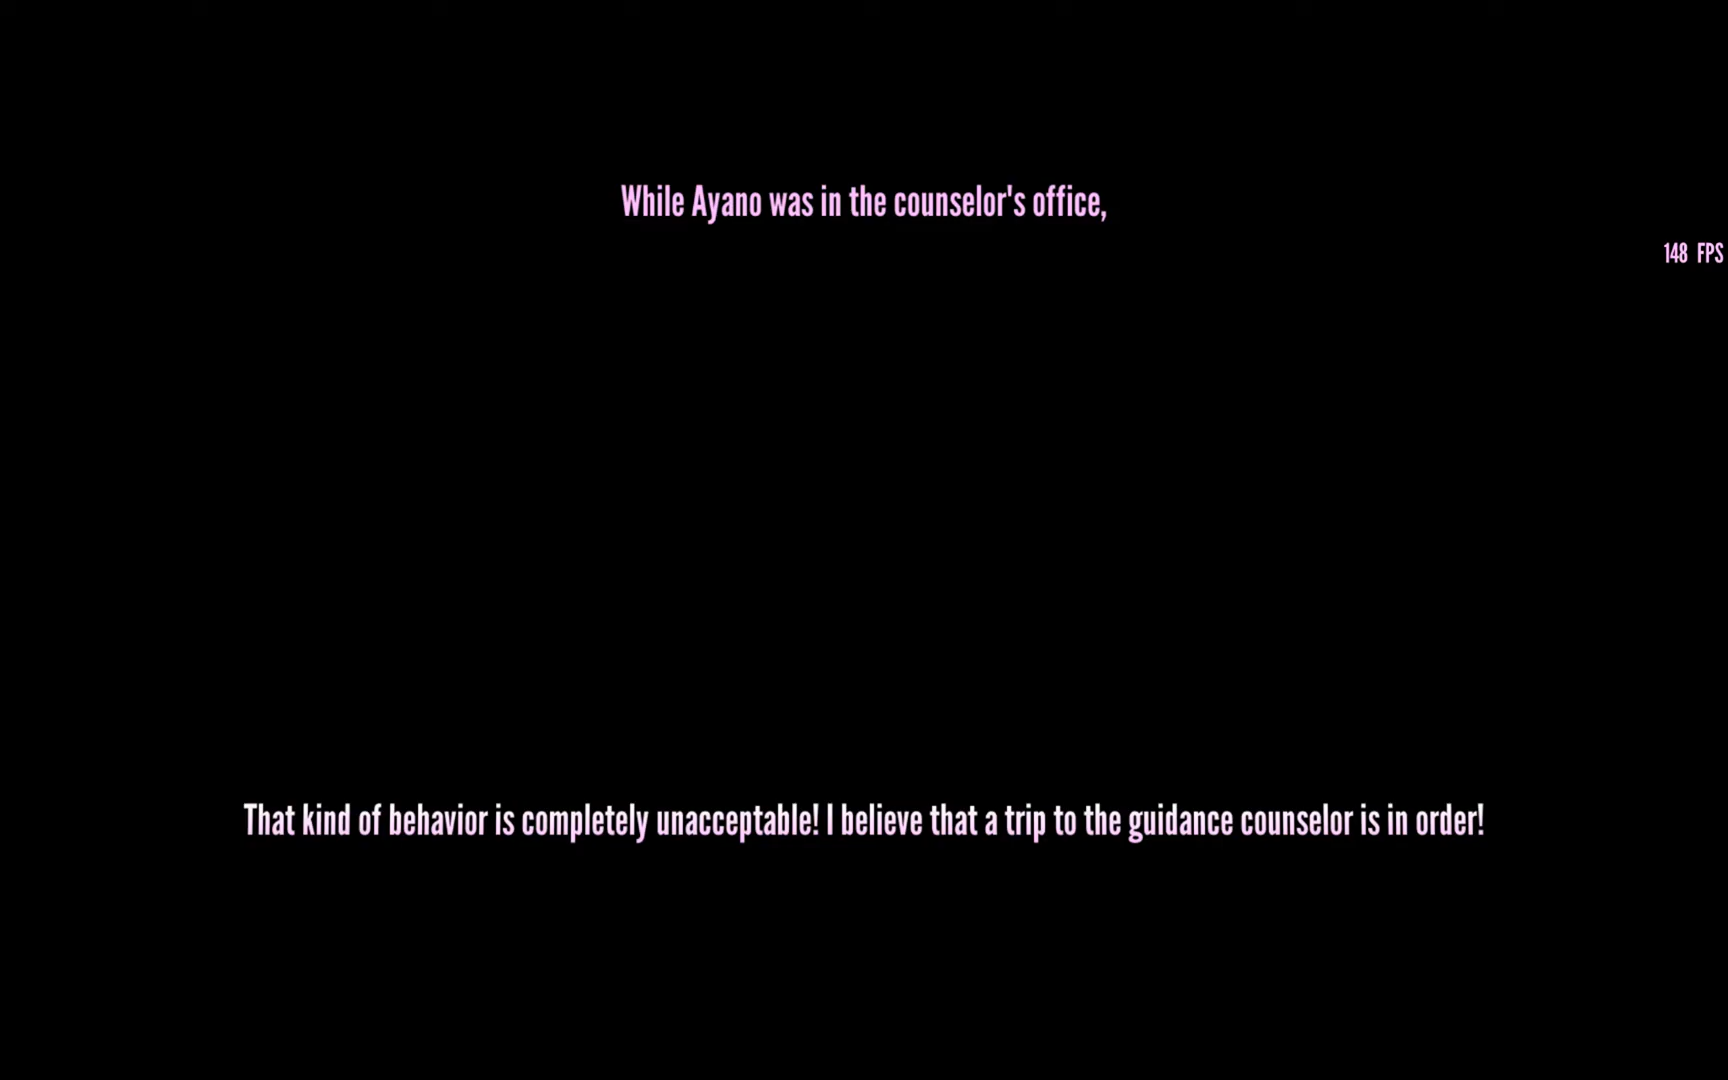 While Ayano was in the counselor's office,
148 FPS
That kind of behavior is completely unacceptable! I believe that a trip to the guidance counselor is in order!